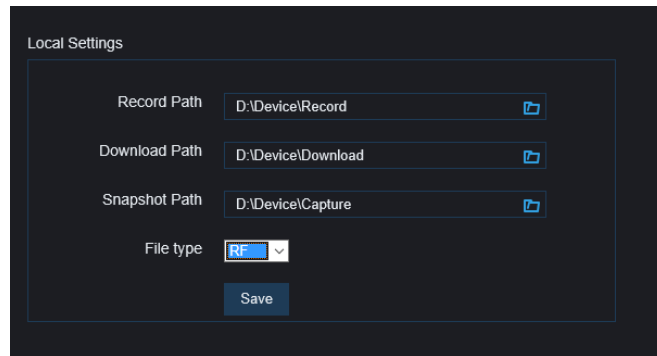 Local Settings
Record Path D:\Device\Record
Download Path D:\Device\Download
Snapshot Path D:\Device\Capture
File type RF
Save